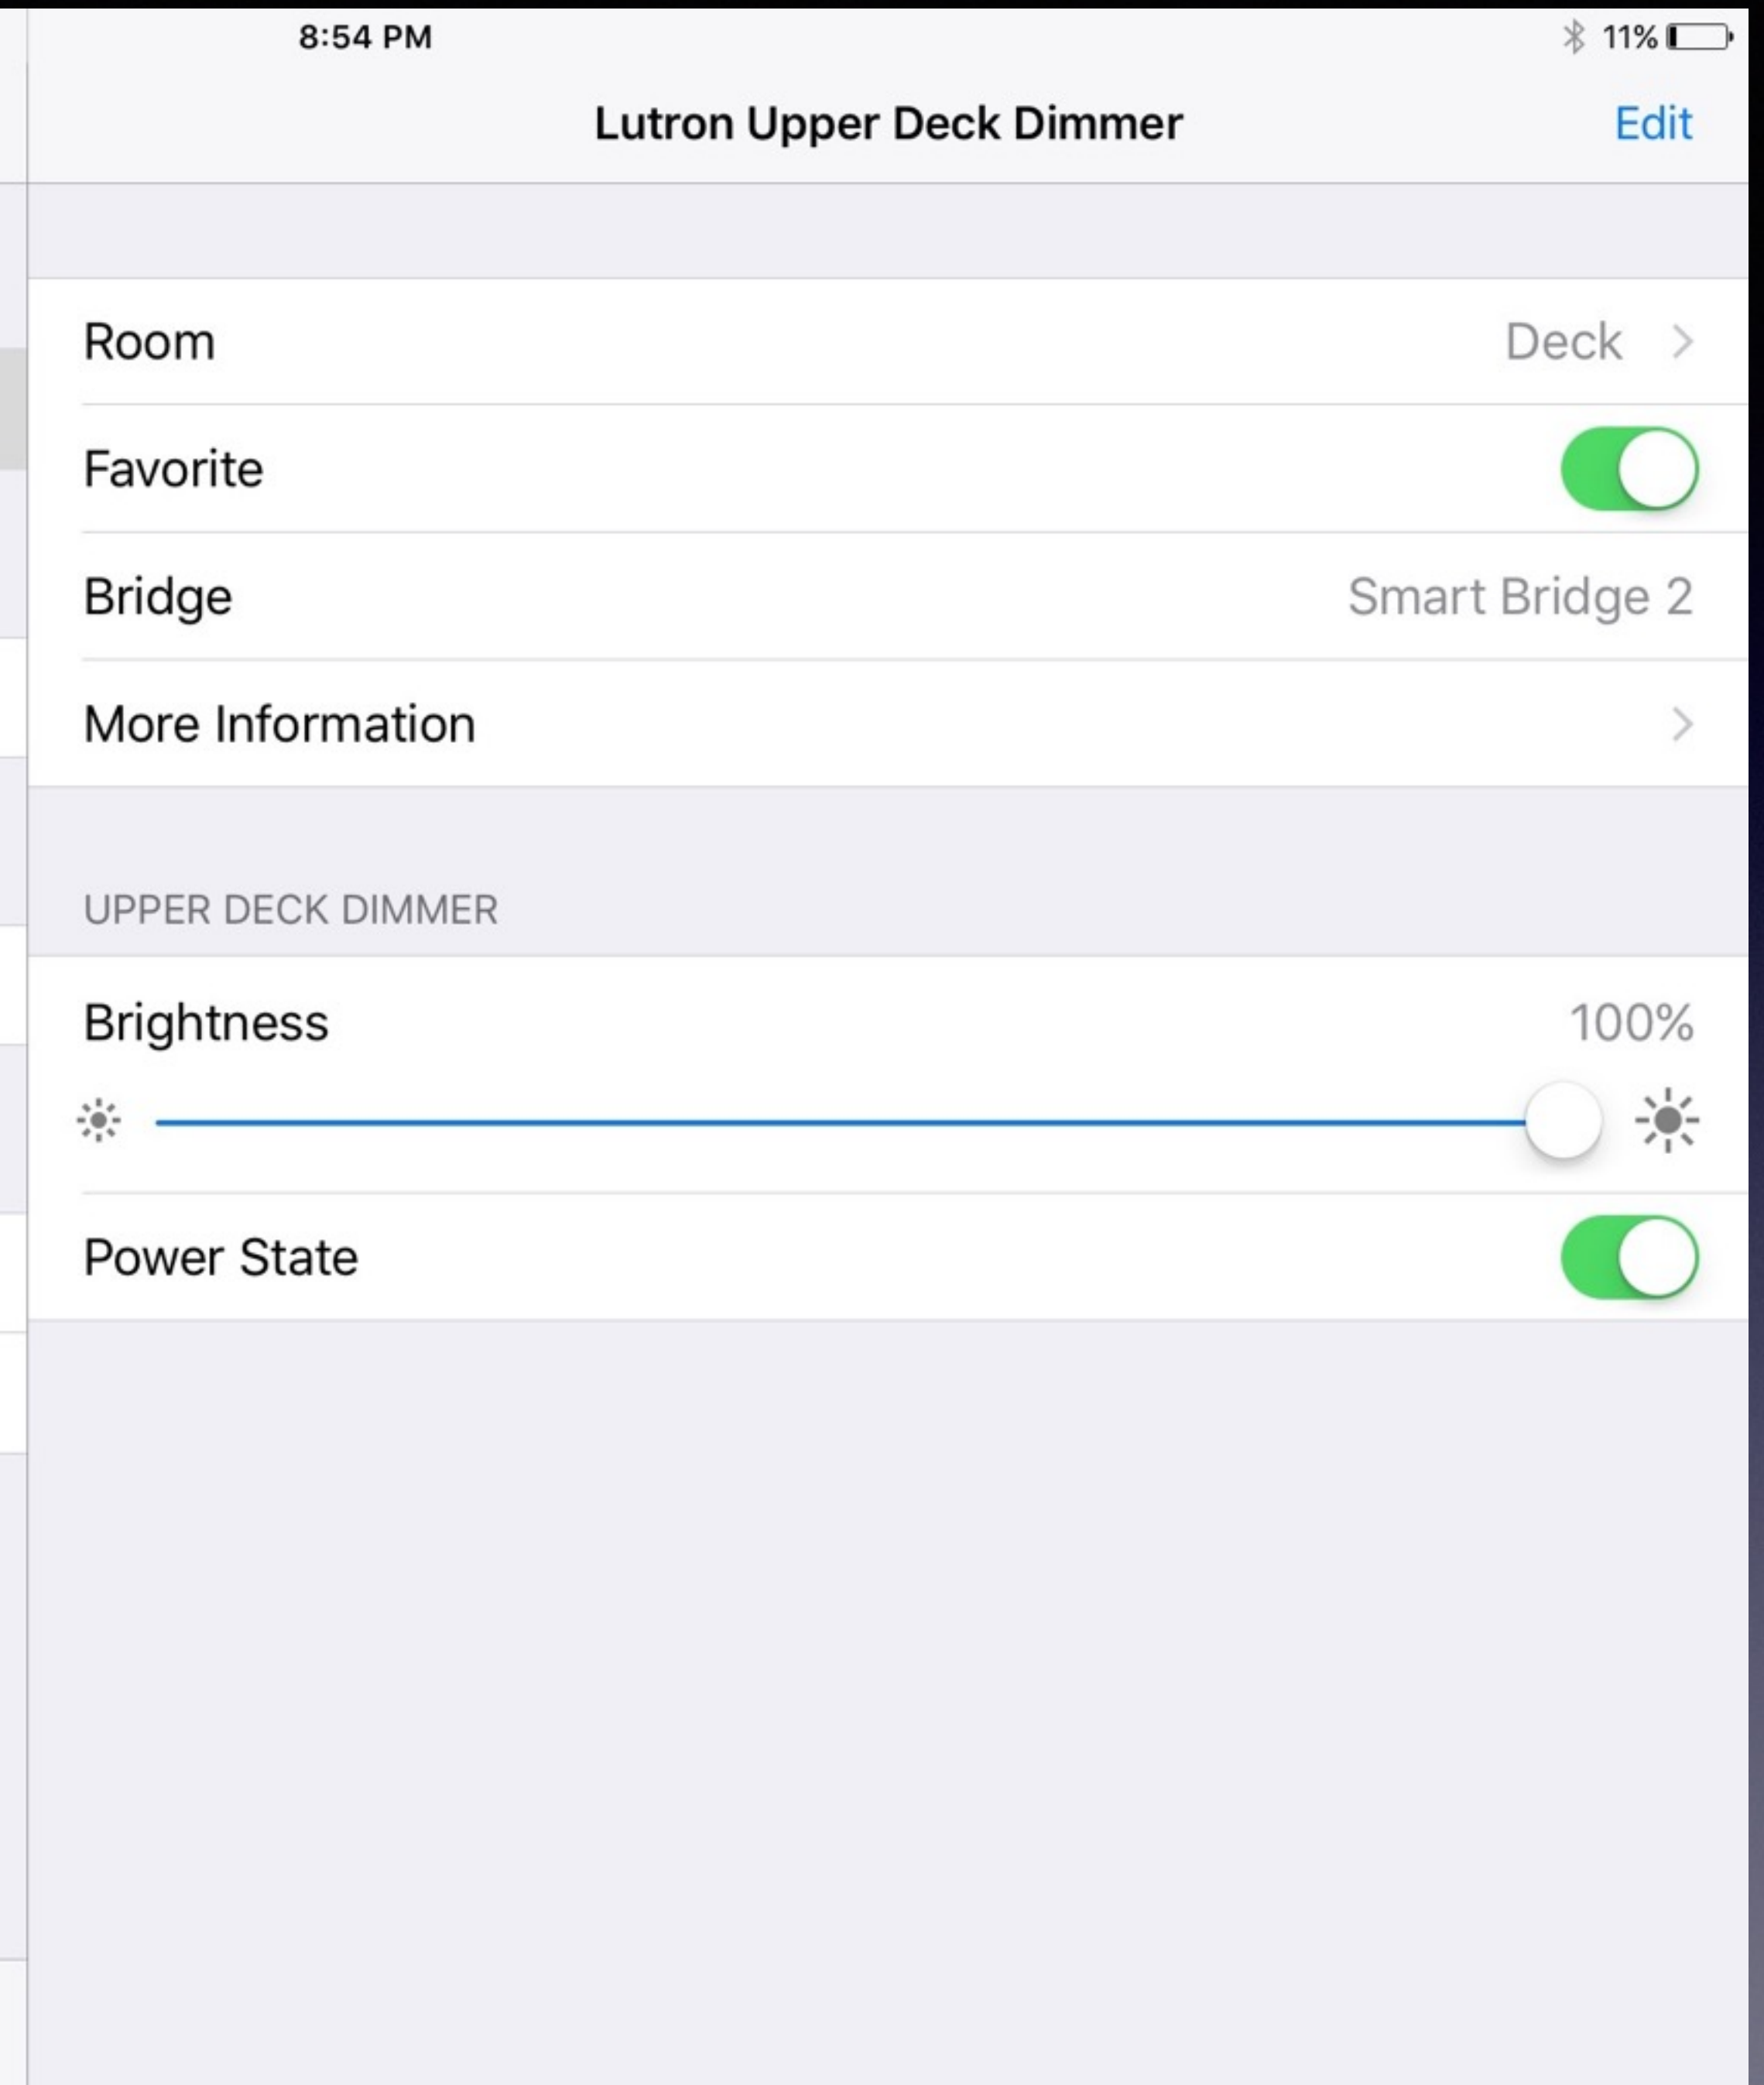 8:54 PM 11%
Lutron Upper Deck Dimmer Edit
Room Deck
Favorite
Bridge Smart Bridge 2
More Information
UPPER DECK DIMMER
Brightness 100%
Power State